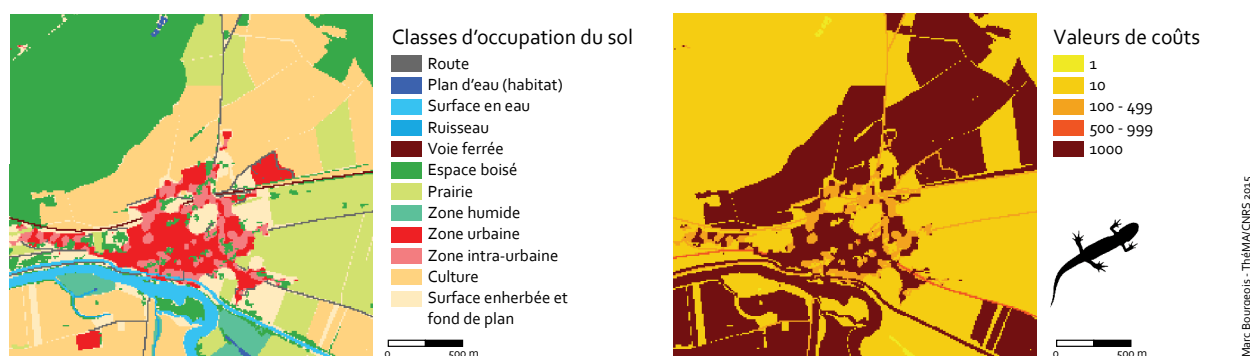 Classes d'occupation du sol
Route
Plan d'eau (habitat)
Surface en eau
Ruisseau
Voie ferrée
Espace boisé
Prairie
Zone humide
Zone urbaine
Zone intra-urbaine
Culture
Surface enherbée et
fond de plan
0 500 m
Valeurs de coûts
1
10
100 - 499
500 - 999
1000
0 500 m
Marc Bourgeois - ThéMA/CNRS 2015